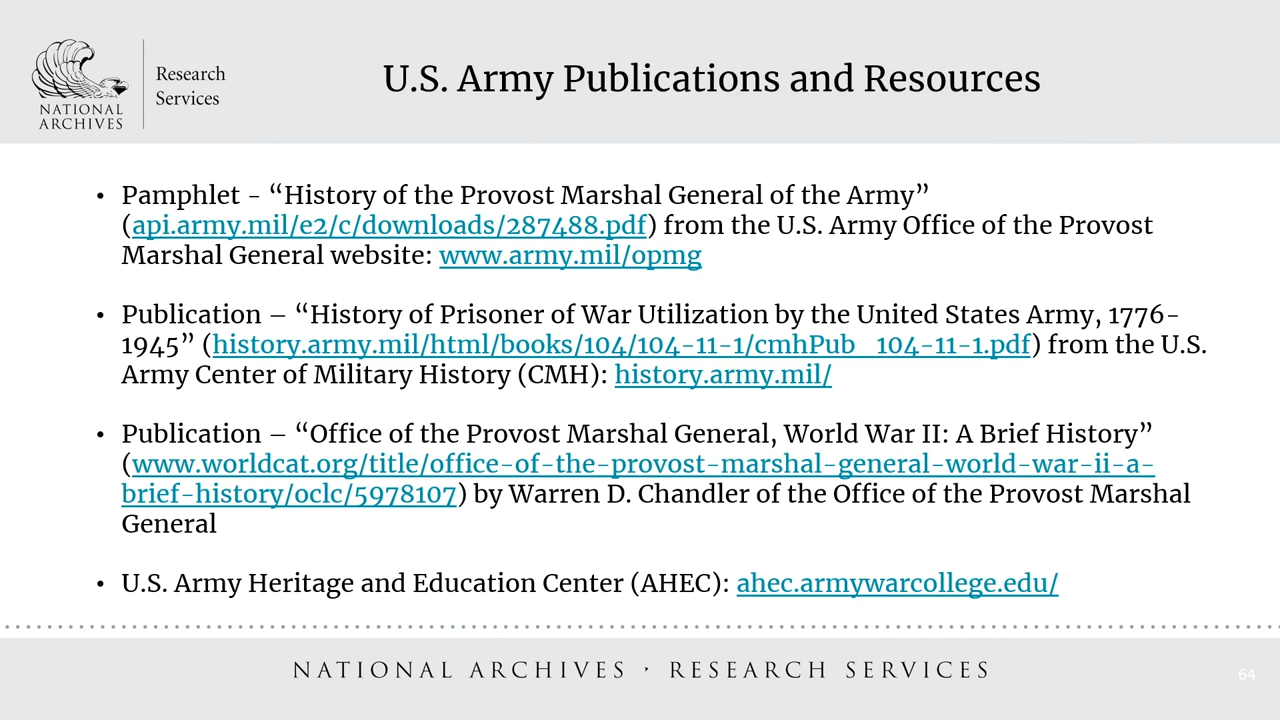 NATIONAL
ARCHIVES
Research
Services
U.S. Army Publications and Resources
• Pamphlet - “History of the Provost Marshal General of the Army”
(api.army.mil/e2/c/downloads/287488.pdf) from the U.S. Army Office of the Provost
Marshal General website: www.army.mil/opmg
• Publication – “History of Prisoner of War Utilization by the United States Army, 1776-
1945” (history.army.mil/html/books/104/104-11-1/cmhPub_104-11-1.pdf) from the U.S.
Army Center of Military History (CMH): history.army.mil/
• Publication – “Office of the Provost Marshal General, World War II: A Brief History”
(www.worldcat.org/title/office-of-the-provost-marshal-general-world-war-ii-a-
brief-history/oclc/5978107) by Warren D. Chandler of the Office of the Provost Marshal
General
• U.S. Army Heritage and Education Center (AHEC): ahec.armywarcollege.edu/
NATIONAL ARCHIVES · RESEARCH SERVICES
64